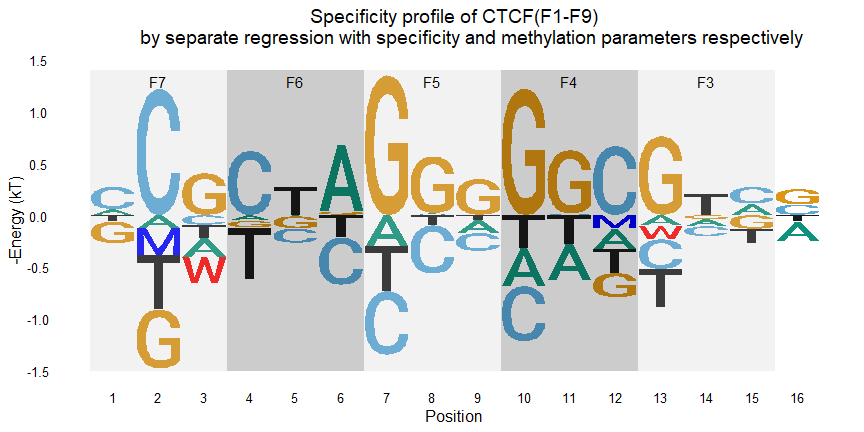 Specificity profile of CTCF(F1-F9)
by separate regression with specificity and methylation parameters respectively
F7 F6 F5 F4 F3
1.5
1.0
0.5
0.0
-0.5
-1.0
-1.5
-Energy (kT)
C A T G
C A M T G
G C T A W
C A G T
T G C
A G T C
G A T C
G T C
G A C
G T A C
G C T A
C M A T G
G A W C T
T G A C
C A G T
G C T A
1 2 3 4 5 6 7 8 9 10 11 12 13 14 15 16
Position